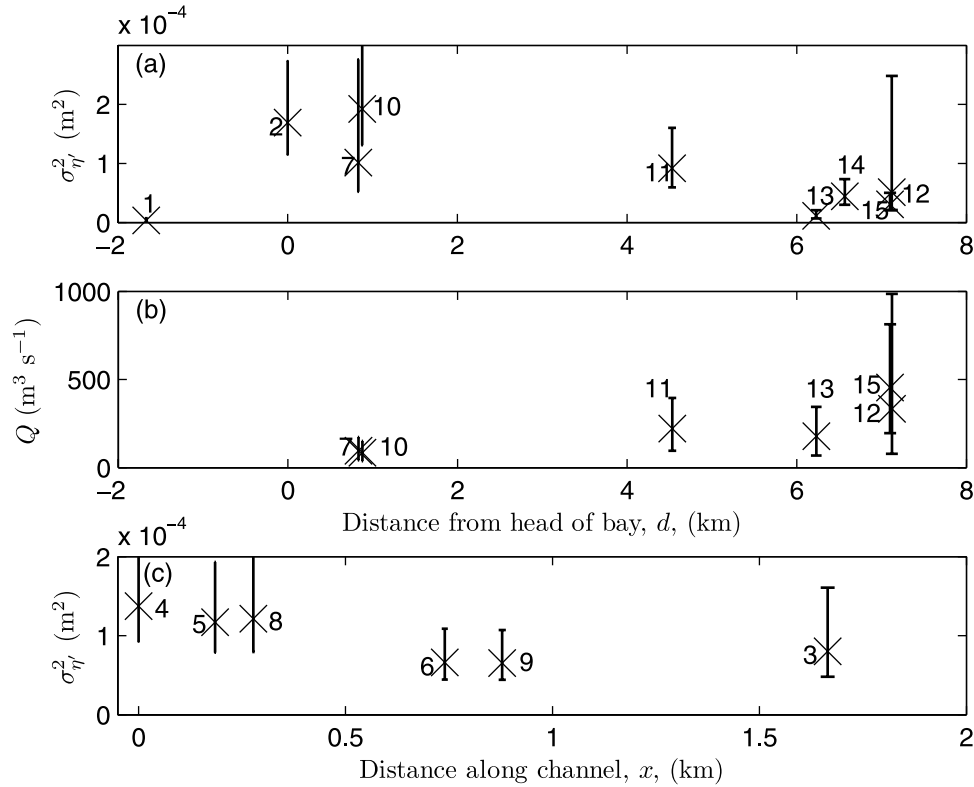 x 10⁻⁴
(a)
2
1
0
σ²η′ (m²)
1 2 7 10 11 13 14 15 12
−2 0 2 4 6 8
(b)
1000
500
0
Q (m³ s⁻¹)
7 10 11 13 15 12
−2 0 2 4 6 8
Distance from head of bay, d, (km)
x 10⁻⁴
(c)
2
1
0
σ²η′ (m²)
4 5 8 6 9 3
0 0.5 1 1.5 2
Distance along channel, x, (km)